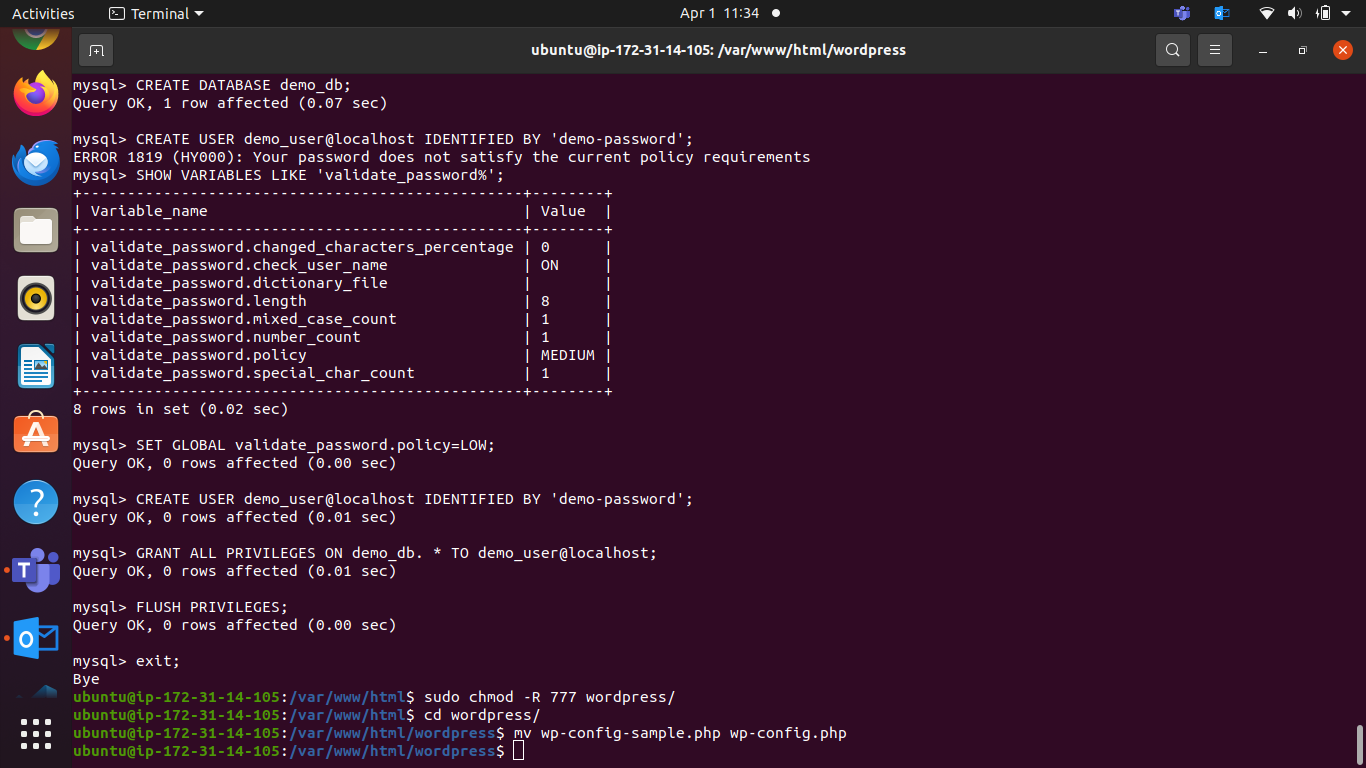 Activities
Terminal
Apr 1 11:34
ubuntu@ip-172-31-14-105: /var/www/html/wordpress
mysql> CREATE DATABASE demo_db;
Query OK, 1 row affected (0.07 sec)
mysql> CREATE USER demo_user@localhost IDENTIFIED BY 'demo-password';
ERROR 1819 (HY000): Your password does not satisfy the current policy requirements
mysql> SHOW VARIABLES LIKE 'validate_password%';
+-------------------------------------------------+--------+
| Variable_name                                   | Value  |
+-------------------------------------------------+--------+
| validate_password.changed_characters_percentage | 0      |
| validate_password.check_user_name               | ON     |
| validate_password.dictionary_file               |        |
| validate_password.length                        | 8      |
| validate_password.mixed_case_count              | 1      |
| validate_password.number_count                  | 1      |
| validate_password.policy                        | MEDIUM |
| validate_password.special_char_count            | 1      |
+-------------------------------------------------+--------+
8 rows in set (0.02 sec)
mysql> SET GLOBAL validate_password.policy=LOW;
Query OK, 0 rows affected (0.00 sec)
mysql> CREATE USER demo_user@localhost IDENTIFIED BY 'demo-password';
Query OK, 0 rows affected (0.01 sec)
mysql> GRANT ALL PRIVILEGES ON demo_db. * TO demo_user@localhost;
Query OK, 0 rows affected (0.01 sec)
mysql> FLUSH PRIVILEGES;
Query OK, 0 rows affected (0.00 sec)
mysql> exit;
Bye
ubuntu@ip-172-31-14-105:/var/www/html$ sudo chmod -R 777 wordpress/
ubuntu@ip-172-31-14-105:/var/www/html$ cd wordpress/
ubuntu@ip-172-31-14-105:/var/www/html/wordpress$ mv wp-config-sample.php wp-config.php
ubuntu@ip-172-31-14-105:/var/www/html/wordpress$